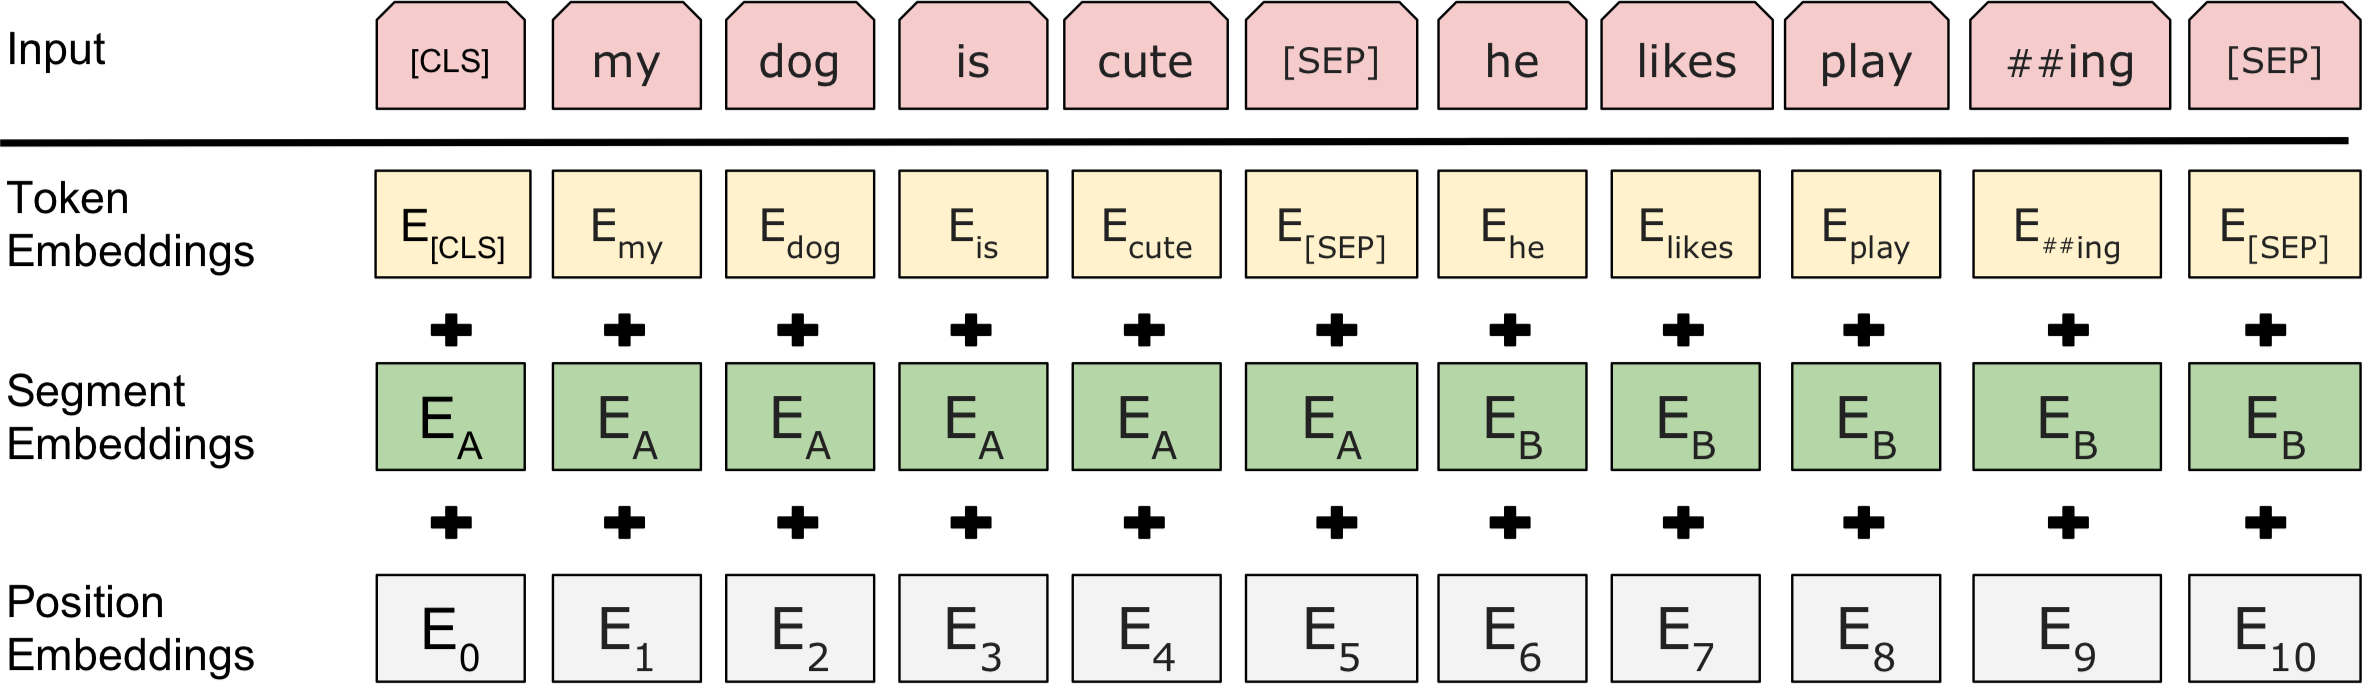 Input [CLS] my dog is cute [SEP] he likes play ##ing [SEP]
Token
Embeddings
E[CLS] Emy Edog Eis Ecute E[SEP] Ehe Elikes Eplay E##ing E[SEP]
+ + + + + + + + + + +
Segment
Embeddings
EA EA EA EA EA EA EB EB EB EB EB
+ + + + + + + + + + +
Position
Embeddings
E0 E1 E2 E3 E4 E5 E6 E7 E8 E9 E10